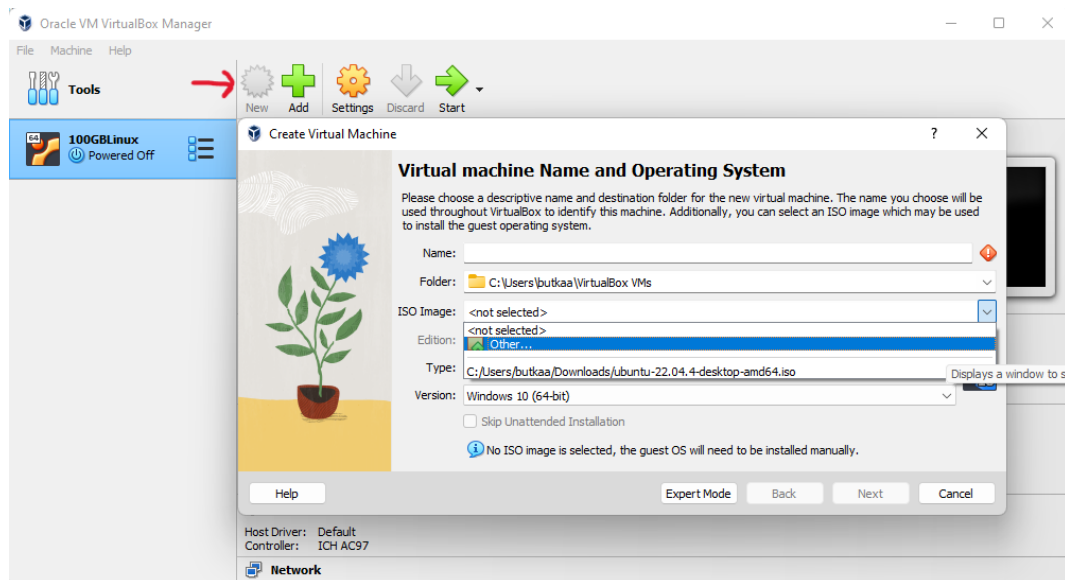 Oracle VM VirtualBox Manager
File Machine Help
Tools
New Add Settings Discard Start
64
100GBLinux
Powered Off
Create Virtual Machine
?
Virtual machine Name and Operating System
Please choose a descriptive name and destination folder for the new virtual machine. The name you choose will be
used throughout VirtualBox to identify this machine. Additionally, you can select an ISO image which may be used
to install the guest operating system.
Name:
Folder: C:\Users\butkaa\VirtualBox VMs
ISO Image: <not selected>
<not selected>
Edition: Other...
Type: C:/Users/butkaa/Downloads/ubuntu-22.04.4-desktop-amd64.iso
Displays a window to s
Version: Windows 10 (64-bit)
Skip Unattended Installation
No ISO image is selected, the guest OS will need to be installed manually.
Help Expert Mode Back Next Cancel
Host Driver: Default
Controller: ICH AC97
Network